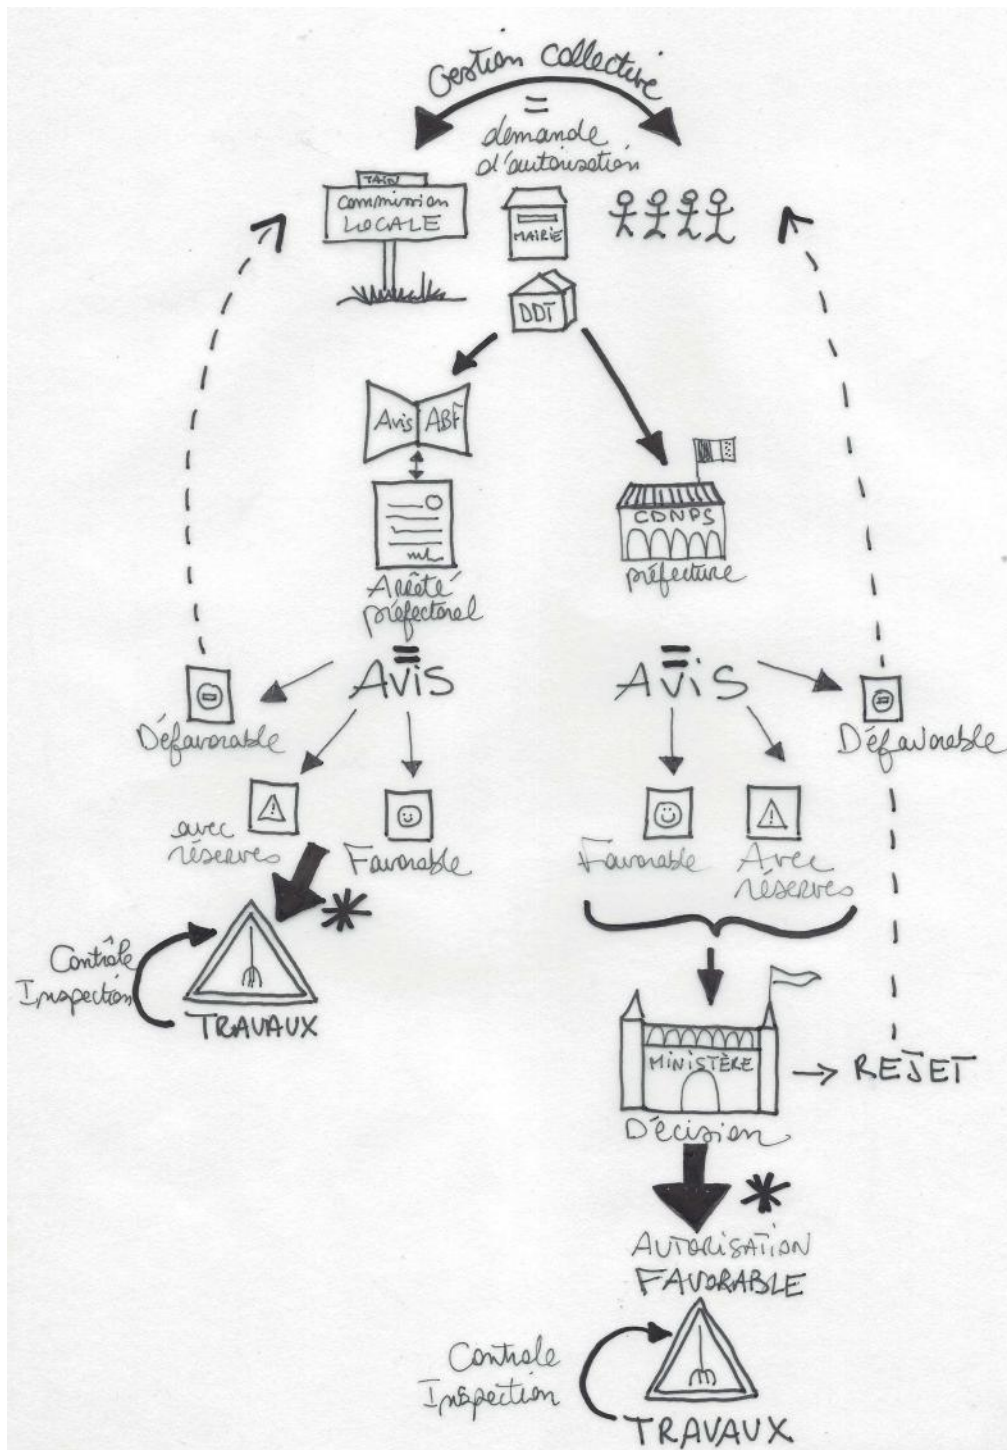 Gestion collective
=
demande
d'autorisation
TAIN
Commission
LOCALE
MAIRIE
DDT
Avis ABF
CDNPS
préfecture
Arrêté
préfectoral
=
AVIS
=
AVIS
Défavorable
Défavorable
avec
réserves
Favorable
Favorable
Avec
réserves
*
Contrôle
Inspection
TRAVAUX
MINISTÈRE
REJET
Décision
*
AUTORISATION
FAVORABLE
Controle
Inspection
TRAVAUX